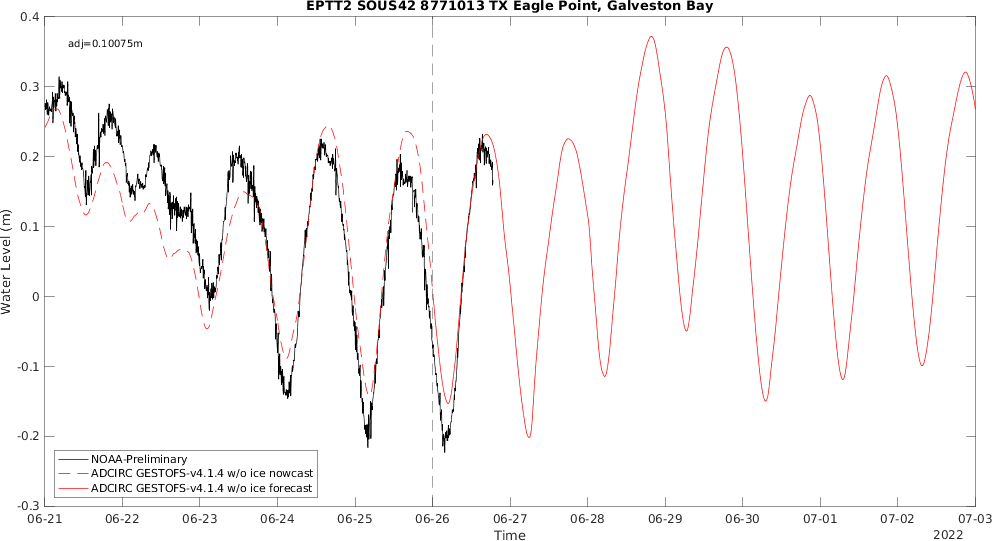 EPTT2 SOUS42 8771013 TX Eagle Point, Galveston Bay
adj=0.10075m
0.4
0.3
0.2
0.1
0
-0.1
-0.2
-0.3
Water Level (m)
NOAA-Preliminary
ADCIRC GESTOFS-v4.1.4 w/o ice nowcast
ADCIRC GESTOFS-v4.1.4 w/o ice forecast
06-21 06-22 06-23 06-24 06-25 06-26 06-27 06-28 06-29 06-30 07-01 07-02 07-03
Time
2022